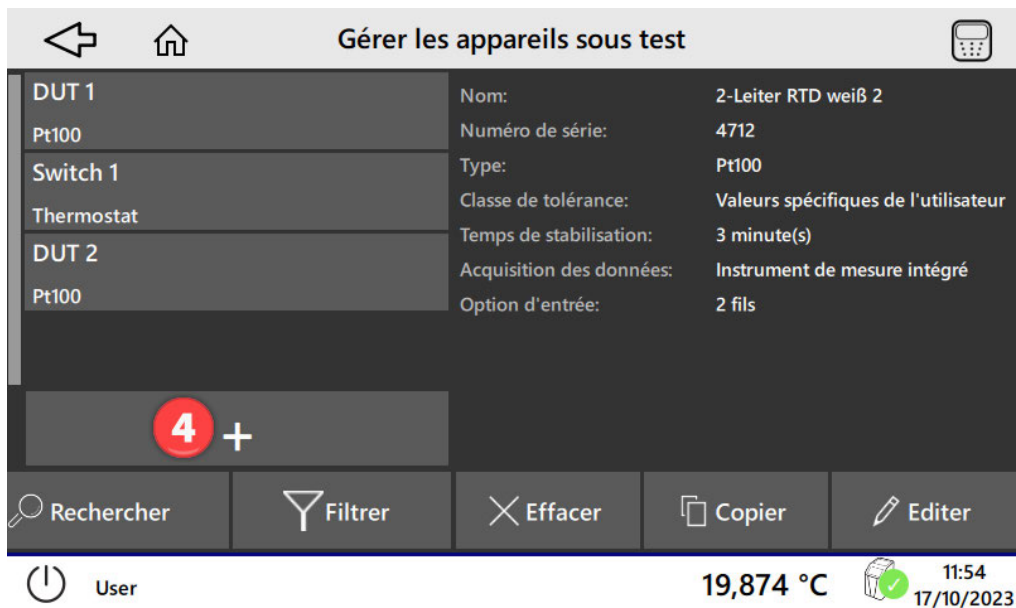 Gérer les appareils sous test
DUT 1
Pt100
Switch 1
Thermostat
DUT 2
Pt100
4 +
Nom: 2-Leiter RTD weiß 2
Numéro de série: 4712
Type: Pt100
Classe de tolérance: Valeurs spécifiques de l'utilisateur
Temps de stabilisation: 3 minute(s)
Acquisition des données: Instrument de mesure intégré
Option d'entrée: 2 fils
Rechercher
Filtrer
Effacer
Copier
Editer
User
19,874 °C
11:54
17/10/2023